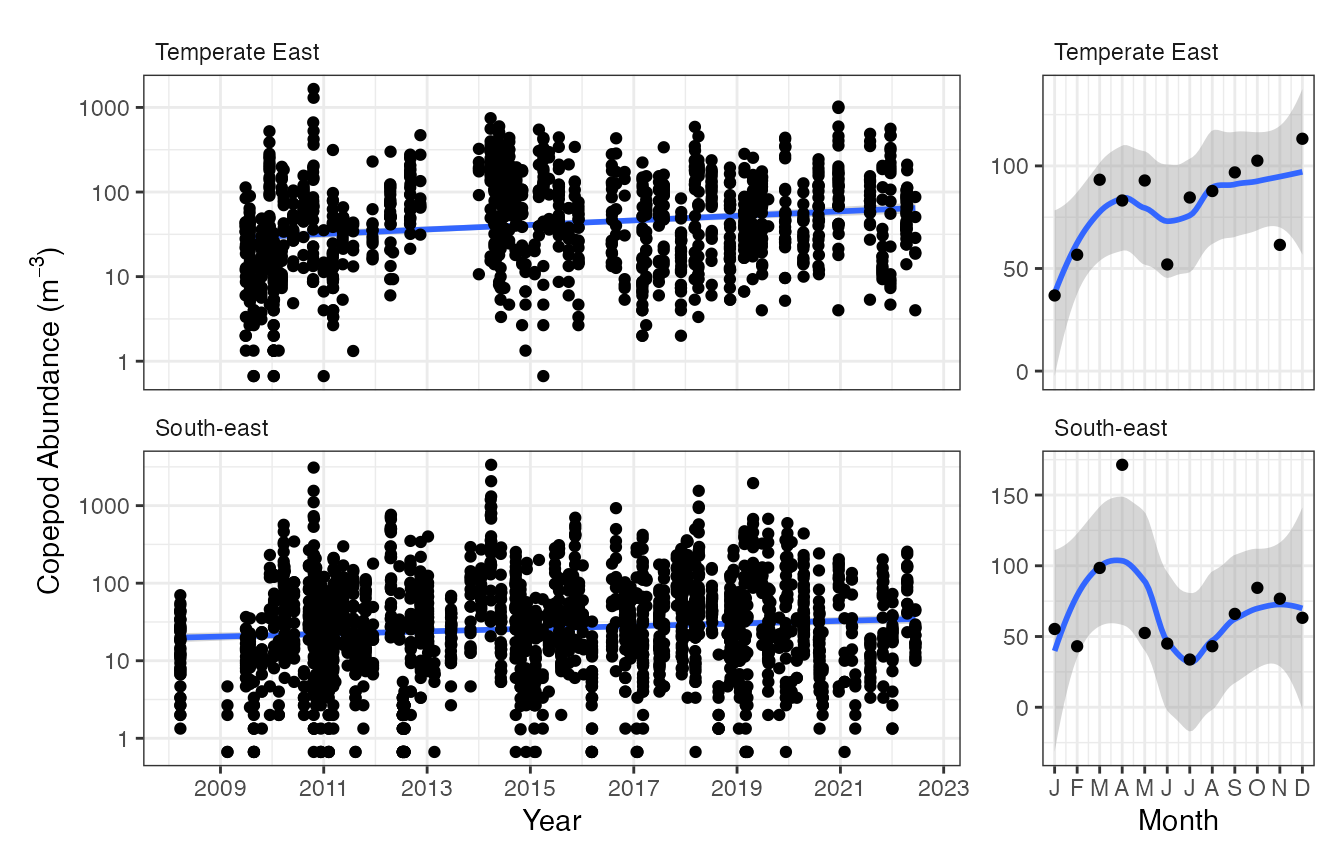 Temperate East
Temperate East
1000
100
10
1
100
50
0
South-east
South-east
1000
100
10
1
150
100
50
0
Copepod Abundance (m⁻³)
2009 2011 2013 2015 2017 2019 2021 2023
J F M A M J J A S O N D
Year
Month